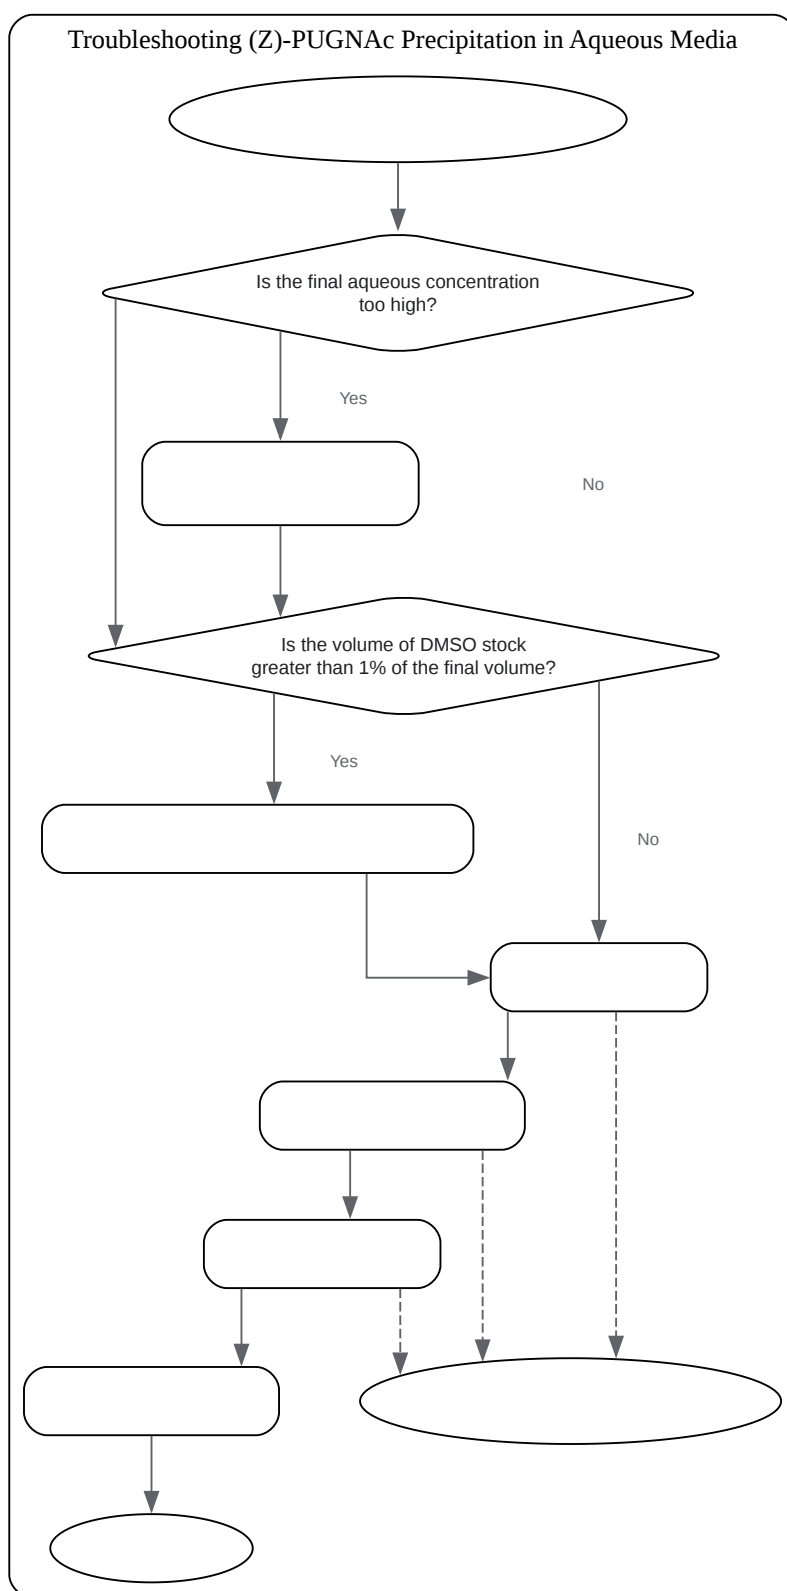 Troubleshooting (Z)-PUGNAc Precipitation in Aqueous Media
Is the final aqueous concentration
too high?
Yes
No
Is the volume of DMSO stock
greater than 1% of the final volume?
Yes
No